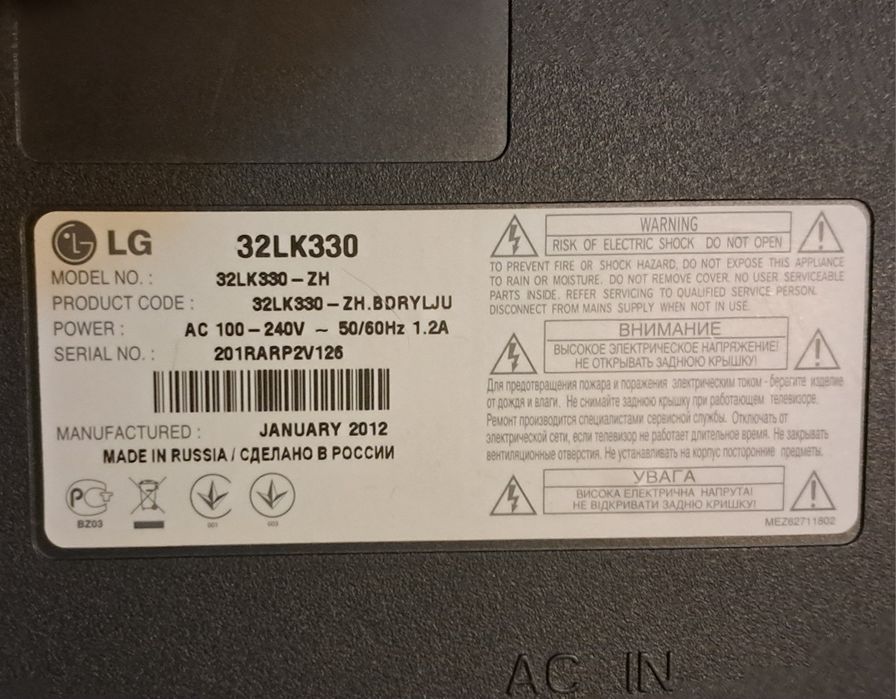 LG
32LK330
MODEL NO. : 32LK330-ZH
PRODUCT CODE : 32LK330-ZH.BDRYLJU
POWER : AC 100-240V ~ 50/60Hz 1.2A
SERIAL NO. : 201RARP2V126
MANUFACTURED : JANUARY 2012
MADE IN RUSSIA / СДЕЛАНО В РОССИИ
BZ03
001
003
WARNING
RISK OF ELECTRIC SHOCK DO NOT OPEN
TO PREVENT FIRE OR SHOCK HAZARD, DO NOT EXPOSE THIS APPLIANCE
TO RAIN OR MOISTURE. DO NOT REMOVE COVER. NO USER SERVICEABLE
PARTS INSIDE. REFER SERVICING TO QUALIFIED SERVICE PERSON.
DISCONNECT FROM MAINS SUPPLY WHEN NOT IN USE.
ВНИМАНИЕ
ВЫСОКОЕ ЭЛЕКТРИЧЕСКОЕ НАПРЯЖЕНИЕ!
НЕ ОТКРЫВАТЬ ЗАДНЮЮ КРЫШКУ!
Для предотвращения пожара и поражения электрическим током - берегите изделие
от дождя и влаги. Не снимайте заднюю крышку при работающем телевизоре.
Ремонт производится специалистами сервисной службы. Отключать от
электрической сети, если телевизор не работает длительное время. Не закрывать
вентиляционные отверстия. Не устанавливать на корпус посторонние предметы.
УВАГА
ВИСОКА ЕЛЕКТРИЧНА НАПРУГА!
НЕ ВІДКРИВАТИ ЗАДНЮ КРИШКУ!
MEZ62711802
AC IN